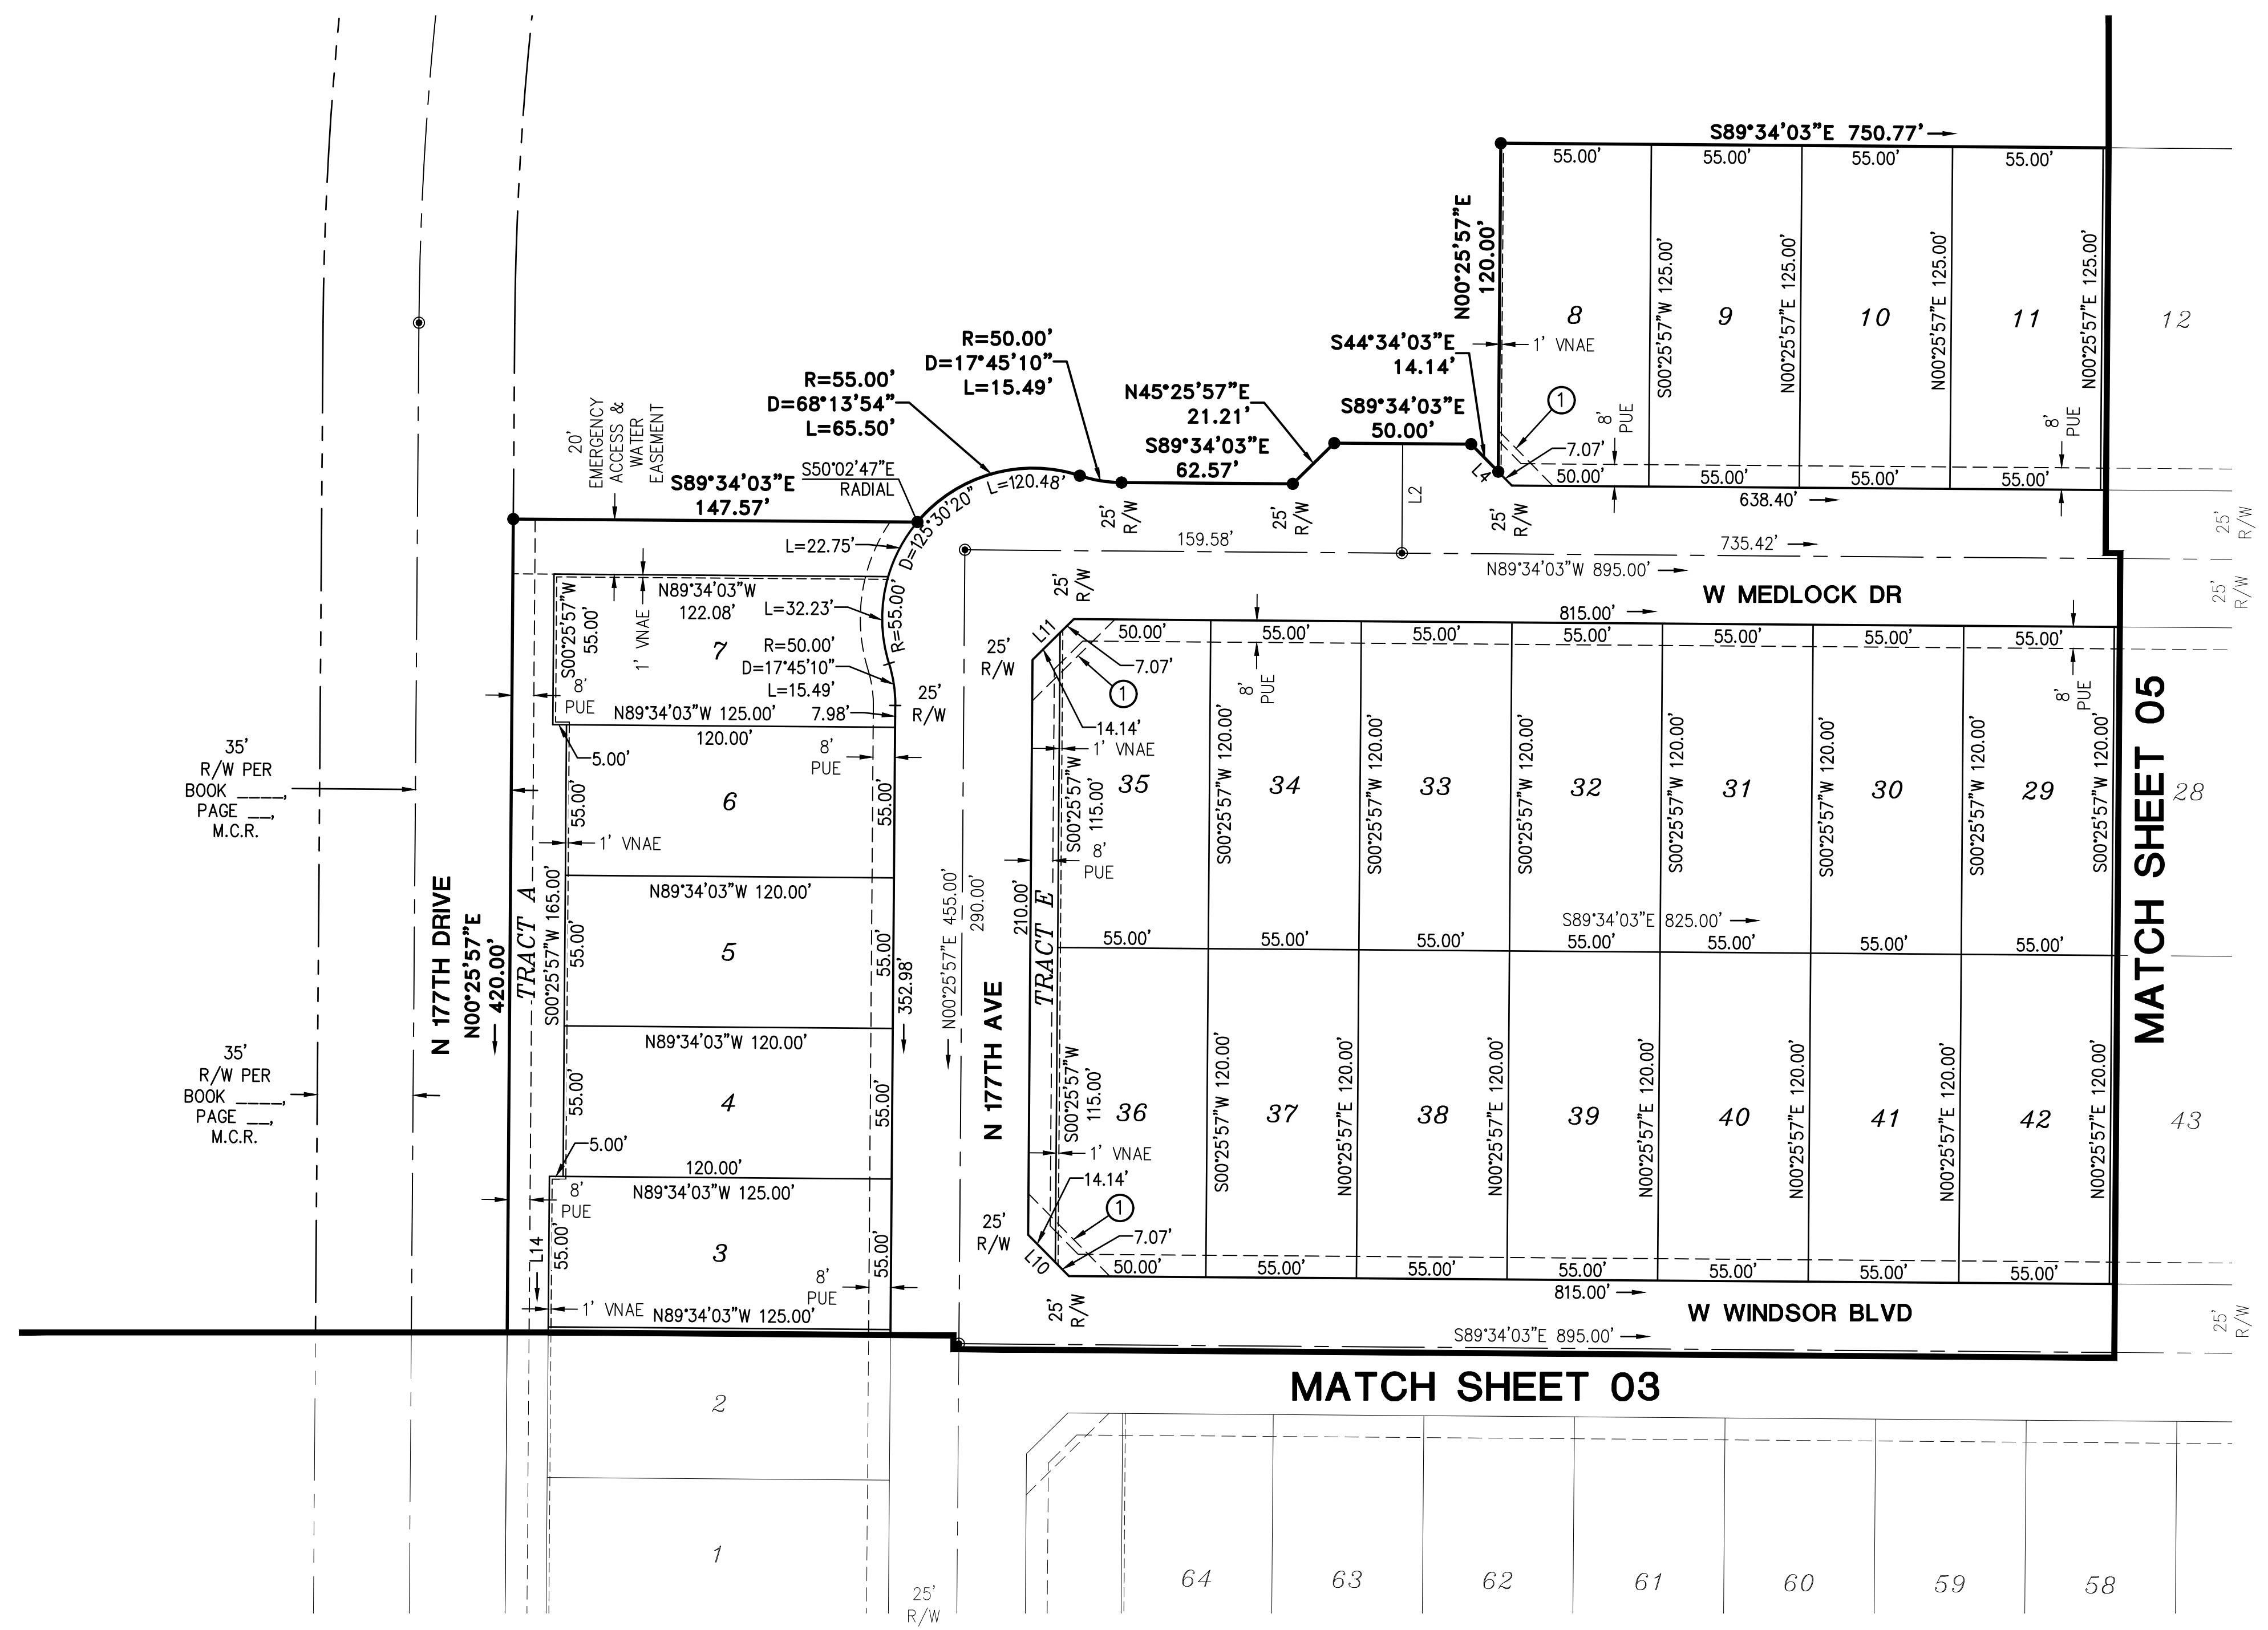 S89°34'03"E 750.77'
55.00'
55.00'
55.00'
55.00'
N00°25'57"E
120.00'
S00°25'57"W 125.00'
N00°25'57"E 125.00'
N00°25'57"E 125.00'
N00°25'57"E 125.00'
8
9
10
11
12
1' VNAE
1
8'
PUE
8'
PUE
7.07'
50.00'
55.00'
55.00'
55.00'
638.40'
S44°34'03"E
14.14'
L4
R=50.00'
D=17°45'10"
L=15.49'
R=55.00'
D=68°13'54"
L=65.50'
N45°25'57"E
21.21'
S89°34'03"E
50.00'
S89°34'03"E
62.57'
20'
EMERGENCY
ACCESS &
WATER
EASEMENT
S89°34'03"E
147.57'
S50°02'47"E
RADIAL
L=120.48'
D=125°30'20"
R=55.00'
L=22.75'
25'
R/W
25'
R/W
L2
25'
R/W
25'
R/W
159.58'
735.42'
N89°34'03"W 895.00'
W MEDLOCK DR
25'
R/W
25'
R/W
815.00'
N89°34'03"W
122.08'
L=32.23'
S00°25'57"W
55.00'
1' VNAE
7
R=50.00'
D=17°45'10"
L=15.49'
8'
PUE
N89°34'03"W 125.00'
7.98'
25'
R/W
120.00'
5.00'
8'
PUE
55.00'
6
55.00'
1' VNAE
N89°34'03"W 120.00'
55.00'
5
55.00'
S00°25'57"W 165.00'
TRACT A
352.98'
N89°34'03"W 120.00'
55.00'
4
55.00'
5.00'
120.00'
N89°34'03"W 125.00'
8'
PUE
L14
55.00'
3
55.00'
8'
PUE
1' VNAE
N89°34'03"W 125.00'
35'
R/W PER
BOOK ____,
PAGE __,
M.C.R.
35'
R/W PER
BOOK ____,
PAGE __,
M.C.R.
N 177TH DRIVE
N00°25'57"E
420.00'
N00°25'57"E 455.00'
290.00'
N 177TH AVE
25'
R/W
L11
50.00'
55.00'
55.00'
55.00'
55.00'
55.00'
55.00'
7.07'
1
14.14'
1' VNAE
8'
PUE
8'
PUE
S00°25'57"W
115.00'
8'
PUE
210.00'
TRACT E
35
34
33
32
31
30
29
28
S00°25'57"W 120.00'
S00°25'57"W 120.00'
S00°25'57"W 120.00'
S00°25'57"W 120.00'
S00°25'57"W 120.00'
S00°25'57"W 120.00'
S00°25'57"W 120.00'
S89°34'03"E 825.00'
55.00'
55.00'
55.00'
55.00'
55.00'
55.00'
55.00'
S00°25'57"W
115.00'
36
37
38
39
40
41
42
43
S00°25'57"W 120.00'
N00°25'57"E 120.00'
N00°25'57"E 120.00'
N00°25'57"E 120.00'
N00°25'57"E 120.00'
N00°25'57"E 120.00'
N00°25'57"E 120.00'
1' VNAE
14.14'
1
7.07'
25'
R/W
L10
50.00'
55.00'
55.00'
55.00'
55.00'
55.00'
55.00'
25'
R/W
815.00'
W WINDSOR BLVD
S89°34'03"E 895.00'
25'
R/W
MATCH SHEET 05
MATCH SHEET 03
2
1
25'
R/W
64
63
62
61
60
59
58